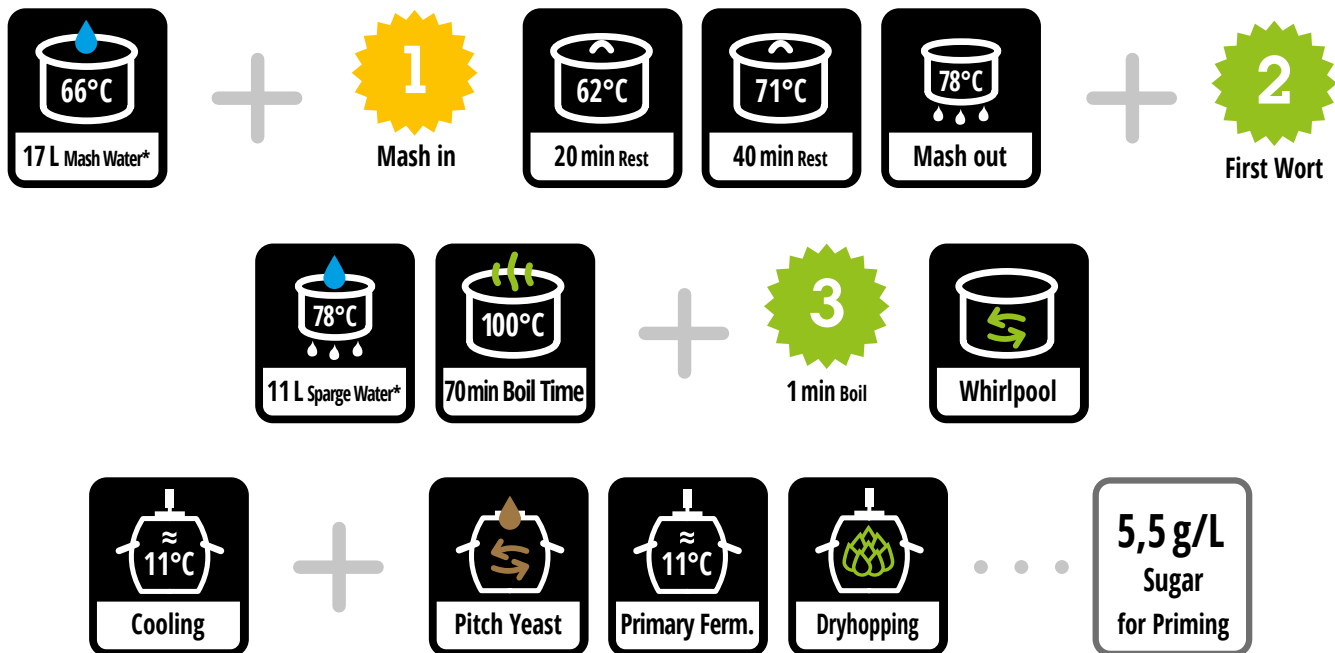 66°C
17 L Mash Water*
1
Mash in
62°C
20 min Rest
71°C
40 min Rest
78°C
Mash out
2
First Wort
78°C
11 L Sparge Water*
100°C
70min Boil Time
3
1 min Boil
Whirlpool
≈
11°C
Cooling
Pitch Yeast
≈
11°C
Primary Ferm.
Dryhopping
5,5 g/L
Sugar
for Priming